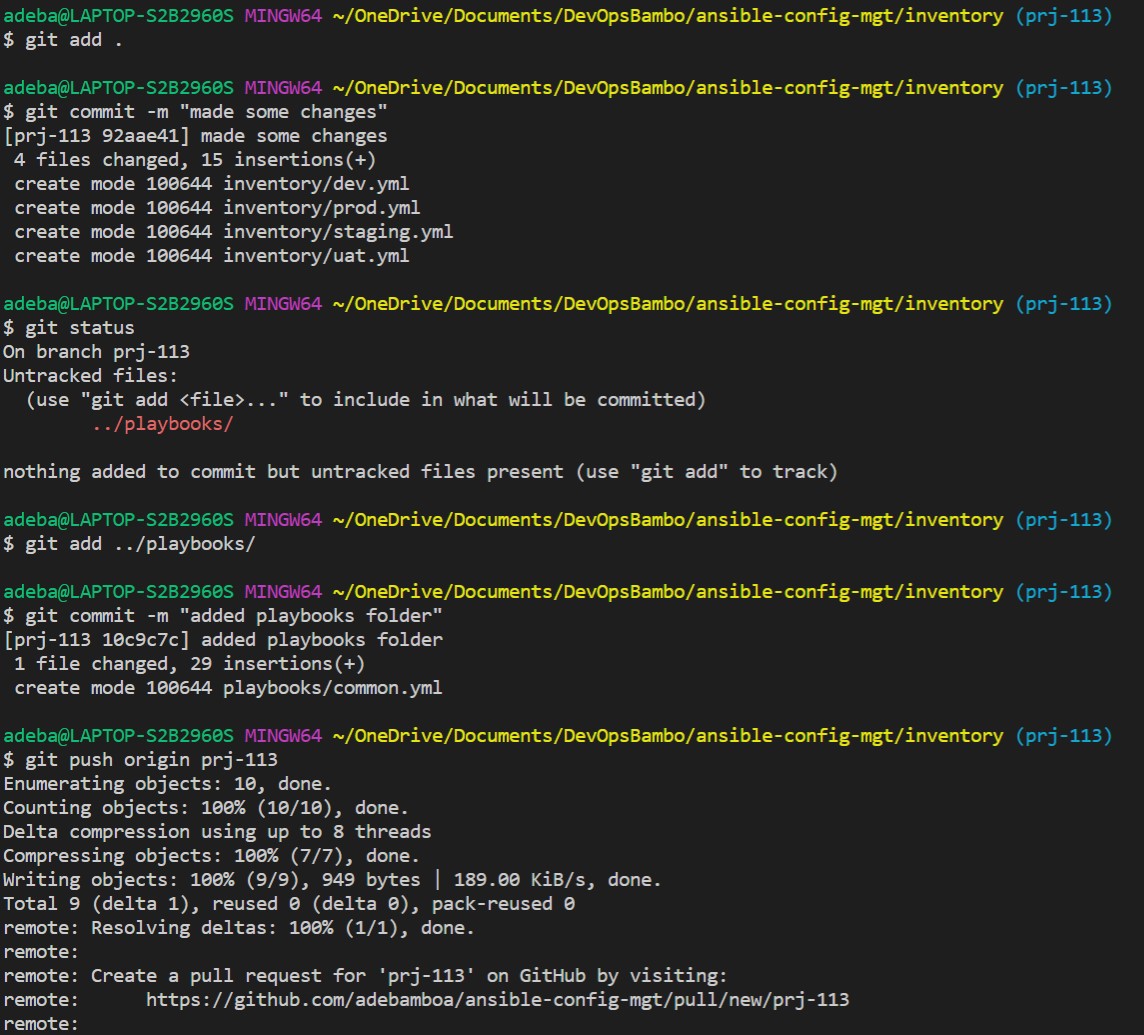 adeba@LAPTOP-S2B2960S MINGW64 ~/OneDrive/Documents/DevOpsBambo/ansible-config-mgt/inventory (prj-113)
$ git add .
adeba@LAPTOP-S2B2960S MINGW64 ~/OneDrive/Documents/DevOpsBambo/ansible-config-mgt/inventory (prj-113)
$ git commit -m "made some changes"
[prj-113 92aae41] made some changes
 4 files changed, 15 insertions(+)
 create mode 100644 inventory/dev.yml
 create mode 100644 inventory/prod.yml
 create mode 100644 inventory/staging.yml
 create mode 100644 inventory/uat.yml
adeba@LAPTOP-S2B2960S MINGW64 ~/OneDrive/Documents/DevOpsBambo/ansible-config-mgt/inventory (prj-113)
$ git status
On branch prj-113
Untracked files:
  (use "git add <file>..." to include in what will be committed)
        ../playbooks/
nothing added to commit but untracked files present (use "git add" to track)
adeba@LAPTOP-S2B2960S MINGW64 ~/OneDrive/Documents/DevOpsBambo/ansible-config-mgt/inventory (prj-113)
$ git add ../playbooks/
adeba@LAPTOP-S2B2960S MINGW64 ~/OneDrive/Documents/DevOpsBambo/ansible-config-mgt/inventory (prj-113)
$ git commit -m "added playbooks folder"
[prj-113 10c9c7c] added playbooks folder
 1 file changed, 29 insertions(+)
 create mode 100644 playbooks/common.yml
adeba@LAPTOP-S2B2960S MINGW64 ~/OneDrive/Documents/DevOpsBambo/ansible-config-mgt/inventory (prj-113)
$ git push origin prj-113
Enumerating objects: 10, done.
Counting objects: 100% (10/10), done.
Delta compression using up to 8 threads
Compressing objects: 100% (7/7), done.
Writing objects: 100% (9/9), 949 bytes | 189.00 KiB/s, done.
Total 9 (delta 1), reused 0 (delta 0), pack-reused 0
remote: Resolving deltas: 100% (1/1), done.
remote:
remote: Create a pull request for 'prj-113' on GitHub by visiting:
remote:      https://github.com/adebamboa/ansible-config-mgt/pull/new/prj-113
remote: